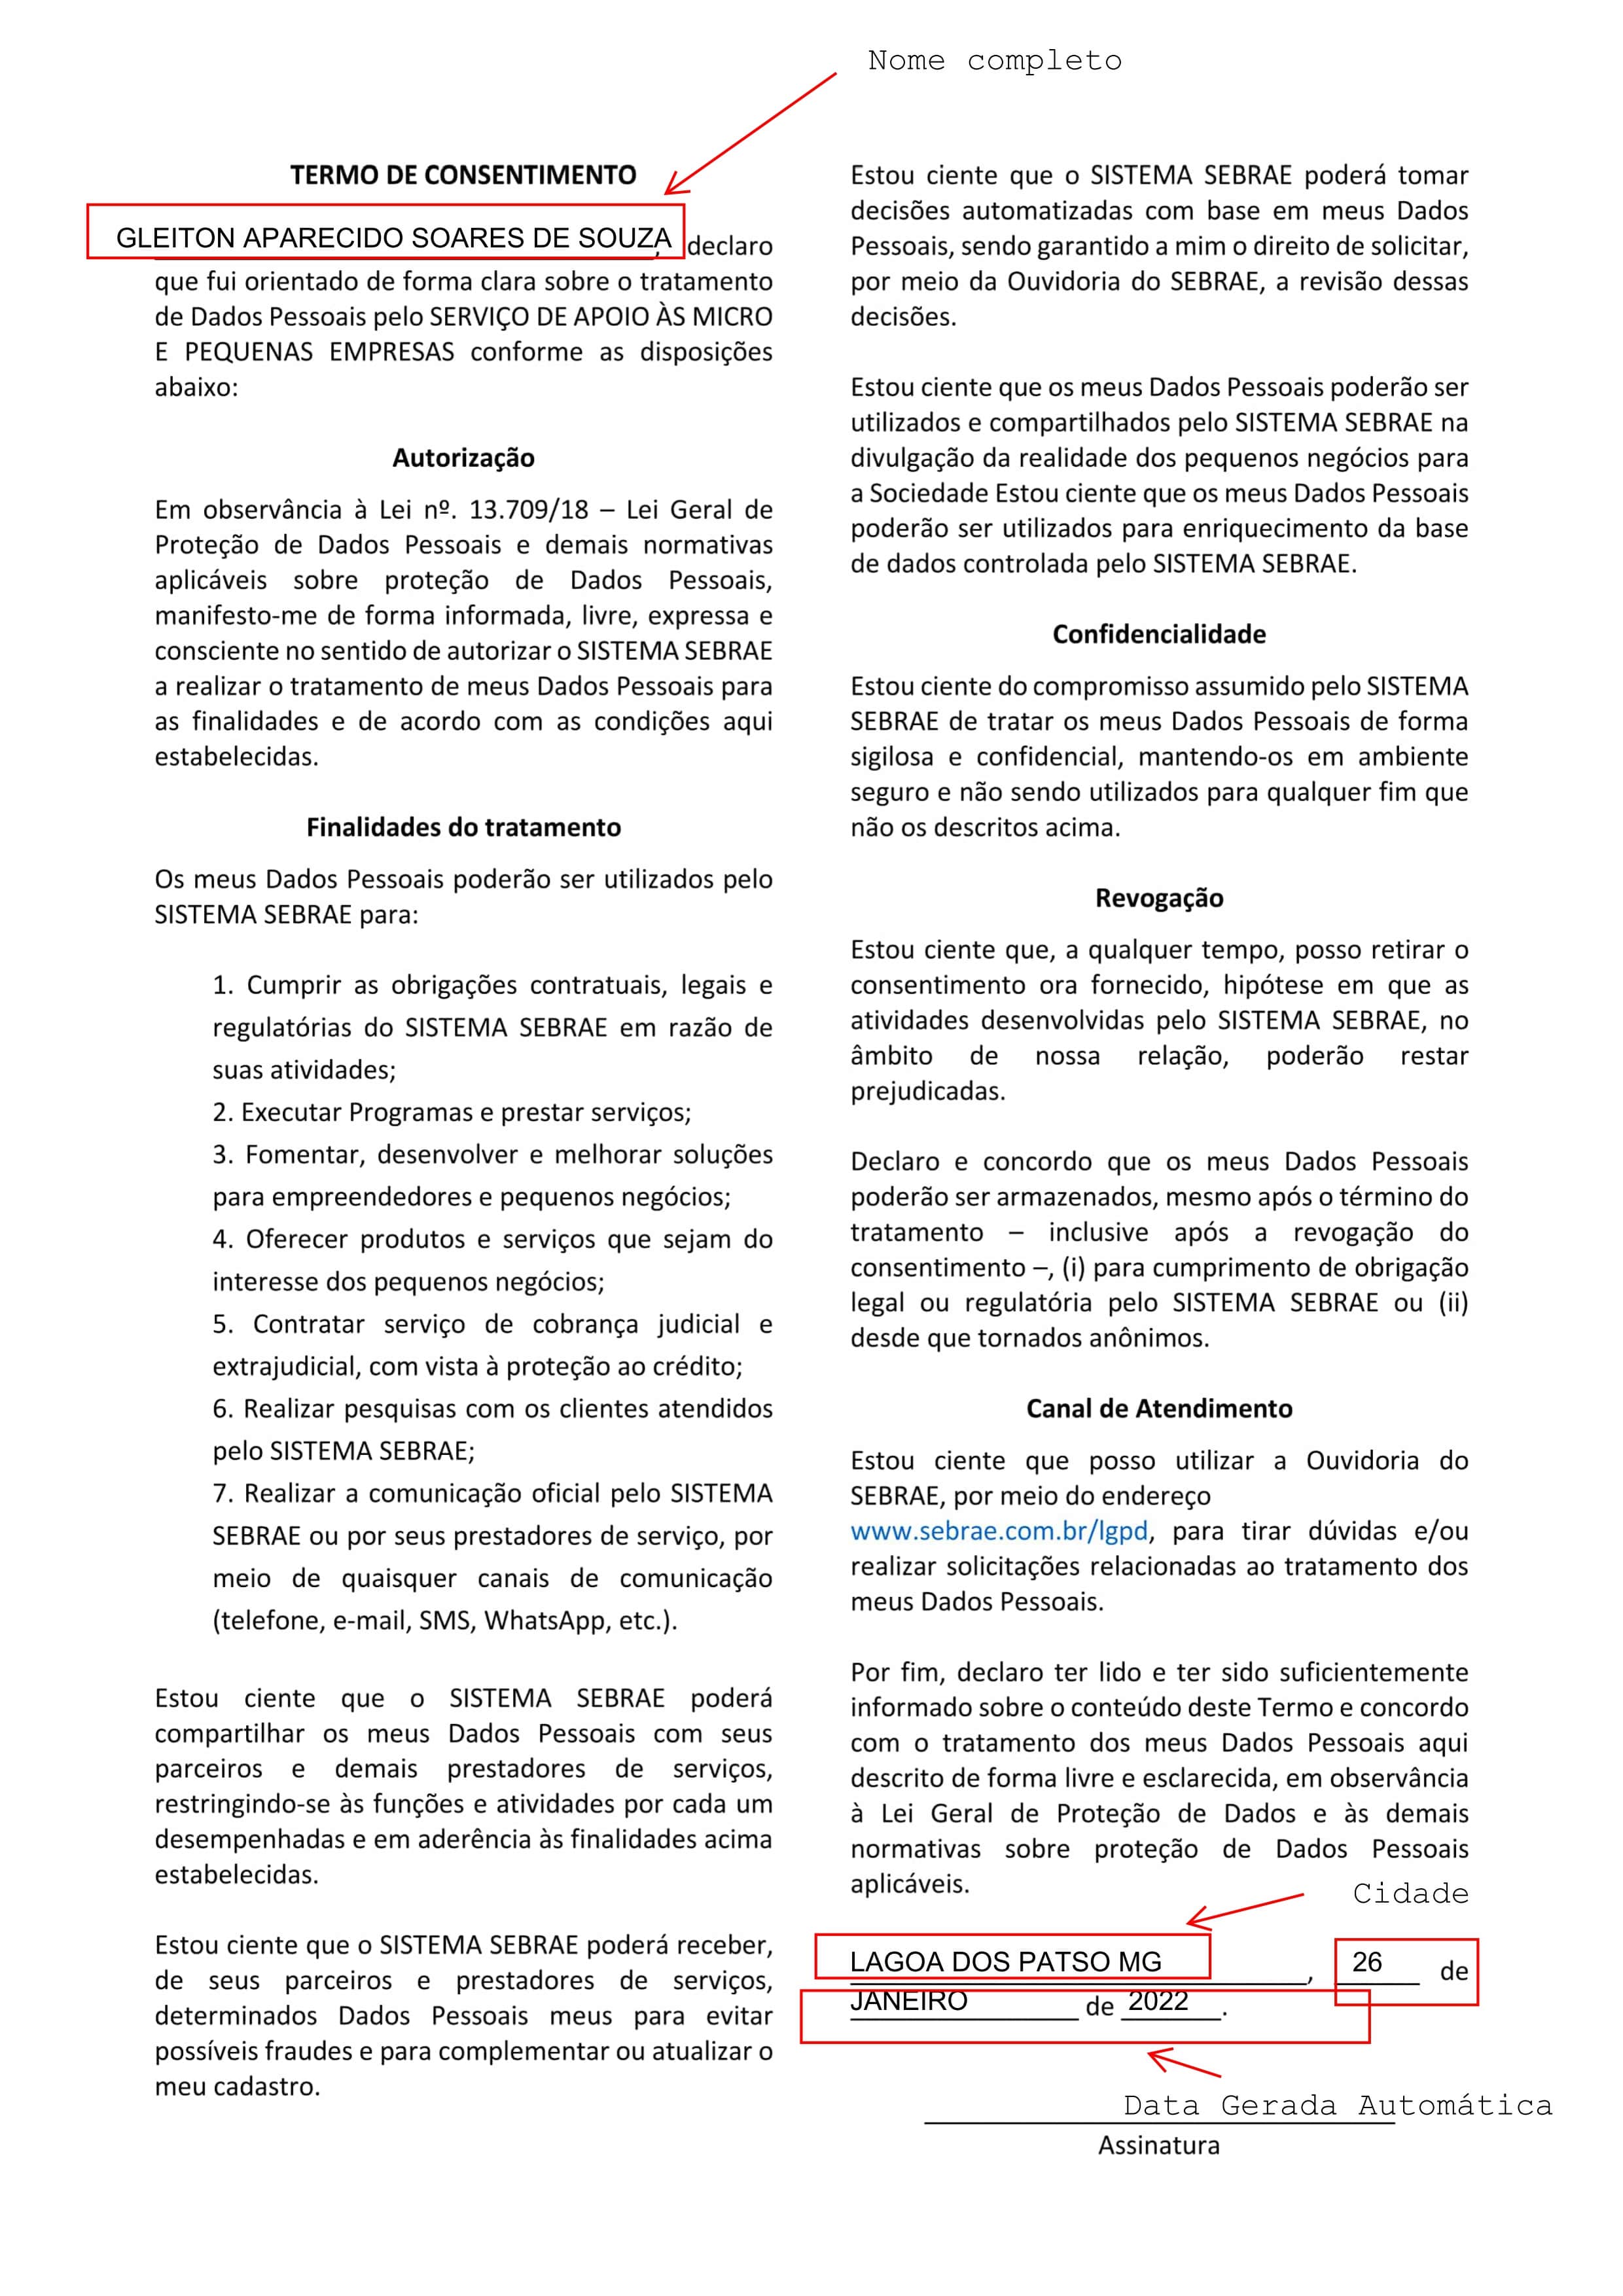 Nome completo
TERMO DE CONSENTIMENTO
GLEITON APARECIDO SOARES DE SOUZA, declaro
que fui orientado de forma clara sobre o tratamento
de Dados Pessoais pelo SERVIÇO DE APOIO ÀS MICRO
E PEQUENAS EMPRESAS conforme as disposições
abaixo:
Autorização
Em observância à Lei nº. 13.709/18 – Lei Geral de
Proteção de Dados Pessoais e demais normativas
aplicáveis sobre proteção de Dados Pessoais,
manifesto-me de forma informada, livre, expressa e
consciente no sentido de autorizar o SISTEMA SEBRAE
a realizar o tratamento de meus Dados Pessoais para
as finalidades e de acordo com as condições aqui
estabelecidas.
Finalidades do tratamento
Os meus Dados Pessoais poderão ser utilizados pelo
SISTEMA SEBRAE para:
1. Cumprir as obrigações contratuais, legais e
regulatórias do SISTEMA SEBRAE em razão de
suas atividades;
2. Executar Programas e prestar serviços;
3. Fomentar, desenvolver e melhorar soluções
para empreendedores e pequenos negócios;
4. Oferecer produtos e serviços que sejam do
interesse dos pequenos negócios;
5. Contratar serviço de cobrança judicial e
extrajudicial, com vista à proteção ao crédito;
6. Realizar pesquisas com os clientes atendidos
pelo SISTEMA SEBRAE;
7. Realizar a comunicação oficial pelo SISTEMA
SEBRAE ou por seus prestadores de serviço, por
meio de quaisquer canais de comunicação
(telefone, e-mail, SMS, WhatsApp, etc.).
Estou ciente que o SISTEMA SEBRAE poderá
compartilhar os meus Dados Pessoais com seus
parceiros e demais prestadores de serviços,
restringindo-se às funções e atividades por cada um
desempenhadas e em aderência às finalidades acima
estabelecidas.
Estou ciente que o SISTEMA SEBRAE poderá receber,
de seus parceiros e prestadores de serviços,
determinados Dados Pessoais meus para evitar
possíveis fraudes e para complementar ou atualizar o
meu cadastro.
Estou ciente que o SISTEMA SEBRAE poderá tomar
decisões automatizadas com base em meus Dados
Pessoais, sendo garantido a mim o direito de solicitar,
por meio da Ouvidoria do SEBRAE, a revisão dessas
decisões.
Estou ciente que os meus Dados Pessoais poderão ser
utilizados e compartilhados pelo SISTEMA SEBRAE na
divulgação da realidade dos pequenos negócios para
a Sociedade Estou ciente que os meus Dados Pessoais
poderão ser utilizados para enriquecimento da base
de dados controlada pelo SISTEMA SEBRAE.
Confidencialidade
Estou ciente do compromisso assumido pelo SISTEMA
SEBRAE de tratar os meus Dados Pessoais de forma
sigilosa e confidencial, mantendo-os em ambiente
seguro e não sendo utilizados para qualquer fim que
não os descritos acima.
Revogação
Estou ciente que, a qualquer tempo, posso retirar o
consentimento ora fornecido, hipótese em que as
atividades desenvolvidas pelo SISTEMA SEBRAE, no
âmbito de nossa relação, poderão restar
prejudicadas.
Declaro e concordo que os meus Dados Pessoais
poderão ser armazenados, mesmo após o término do
tratamento – inclusive após a revogação do
consentimento –, (i) para cumprimento de obrigação
legal ou regulatória pelo SISTEMA SEBRAE ou (ii)
desde que tornados anônimos.
Canal de Atendimento
Estou ciente que posso utilizar a Ouvidoria do
SEBRAE, por meio do endereço
www.sebrae.com.br/lgpd, para tirar dúvidas e/ou
realizar solicitações relacionadas ao tratamento dos
meus Dados Pessoais.
Por fim, declaro ter lido e ter sido suficientemente
informado sobre o conteúdo deste Termo e concordo
com o tratamento dos meus Dados Pessoais aqui
descrito de forma livre e esclarecida, em observância
à Lei Geral de Proteção de Dados e às demais
normativas sobre proteção de Dados Pessoais
aplicáveis.
Cidade
LAGOA DOS PATSO MG, 26 de
JANEIRO de 2022.
Data Gerada Automática
Assinatura